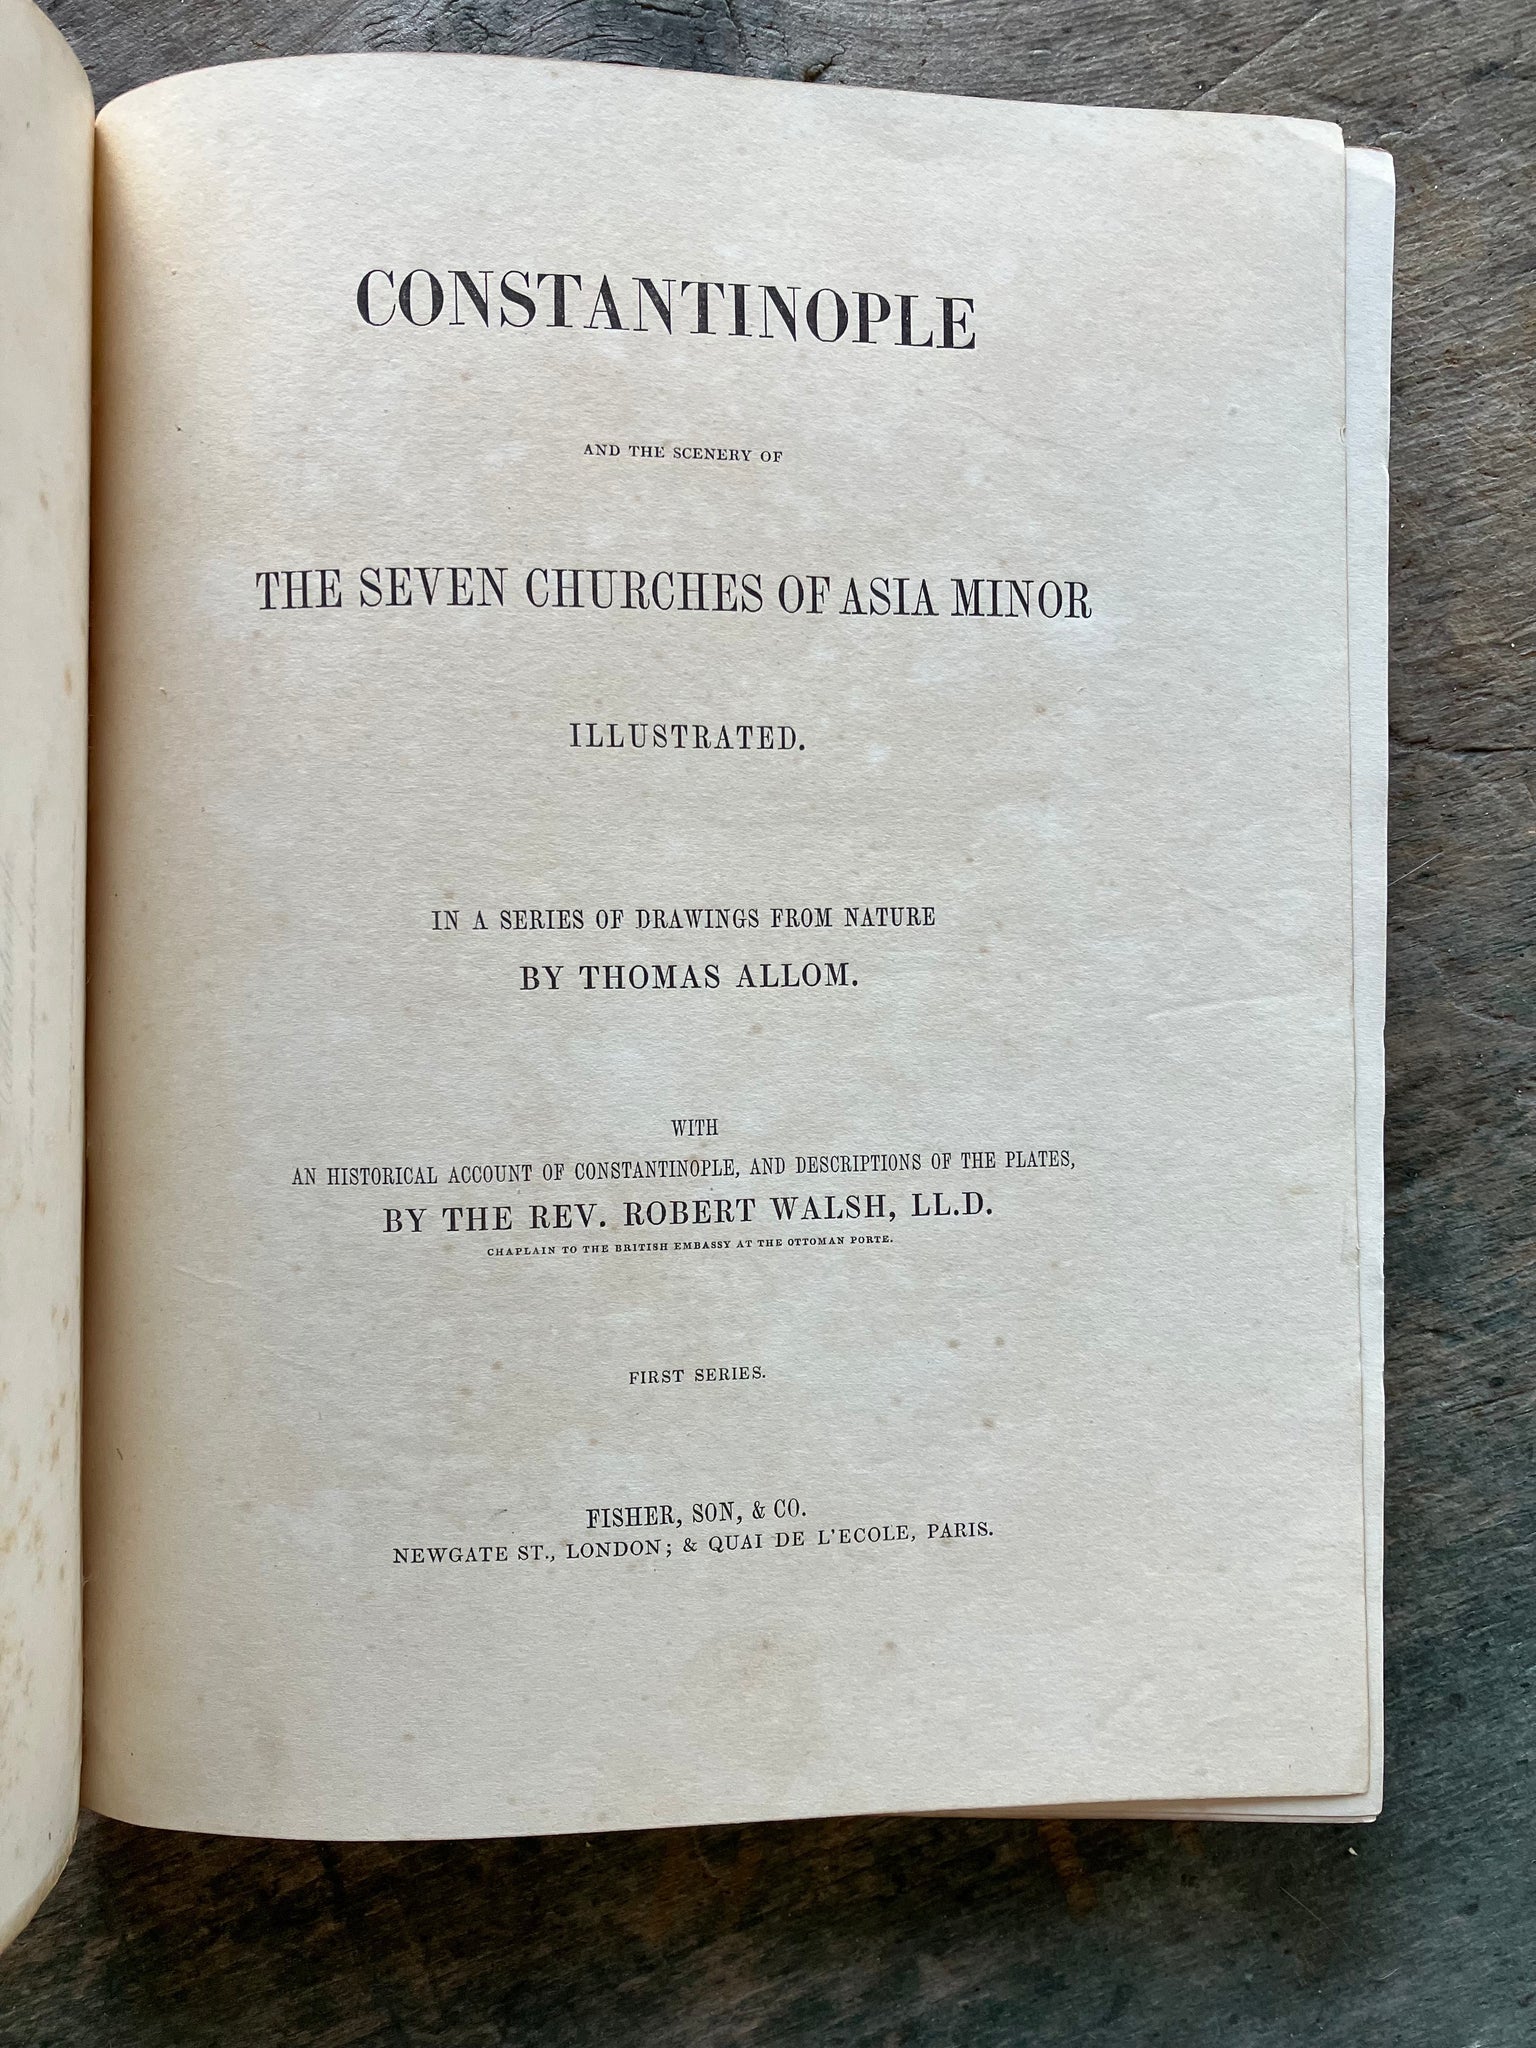 CONSTANTINOPLE
AND THE SCENERY OF
THE SEVEN CHURCHES OF ASIA MINOR
ILLUSTRATED.
IN A SERIES OF DRAWINGS FROM NATURE
BY THOMAS ALLOM.
WITH
AN HISTORICAL ACCOUNT OF CONSTANTINOPLE, AND DESCRIPTIONS OF THE PLATES,
BY THE REV. ROBERT WALSH, LL.D.
CHAPLAIN TO THE BRITISH EMBASSY AT THE OTTOMAN PORTE.
FIRST SERIES.
FISHER, SON, & CO.
NEWGATE ST., LONDON; & QUAI DE L'ECOLE, PARIS.